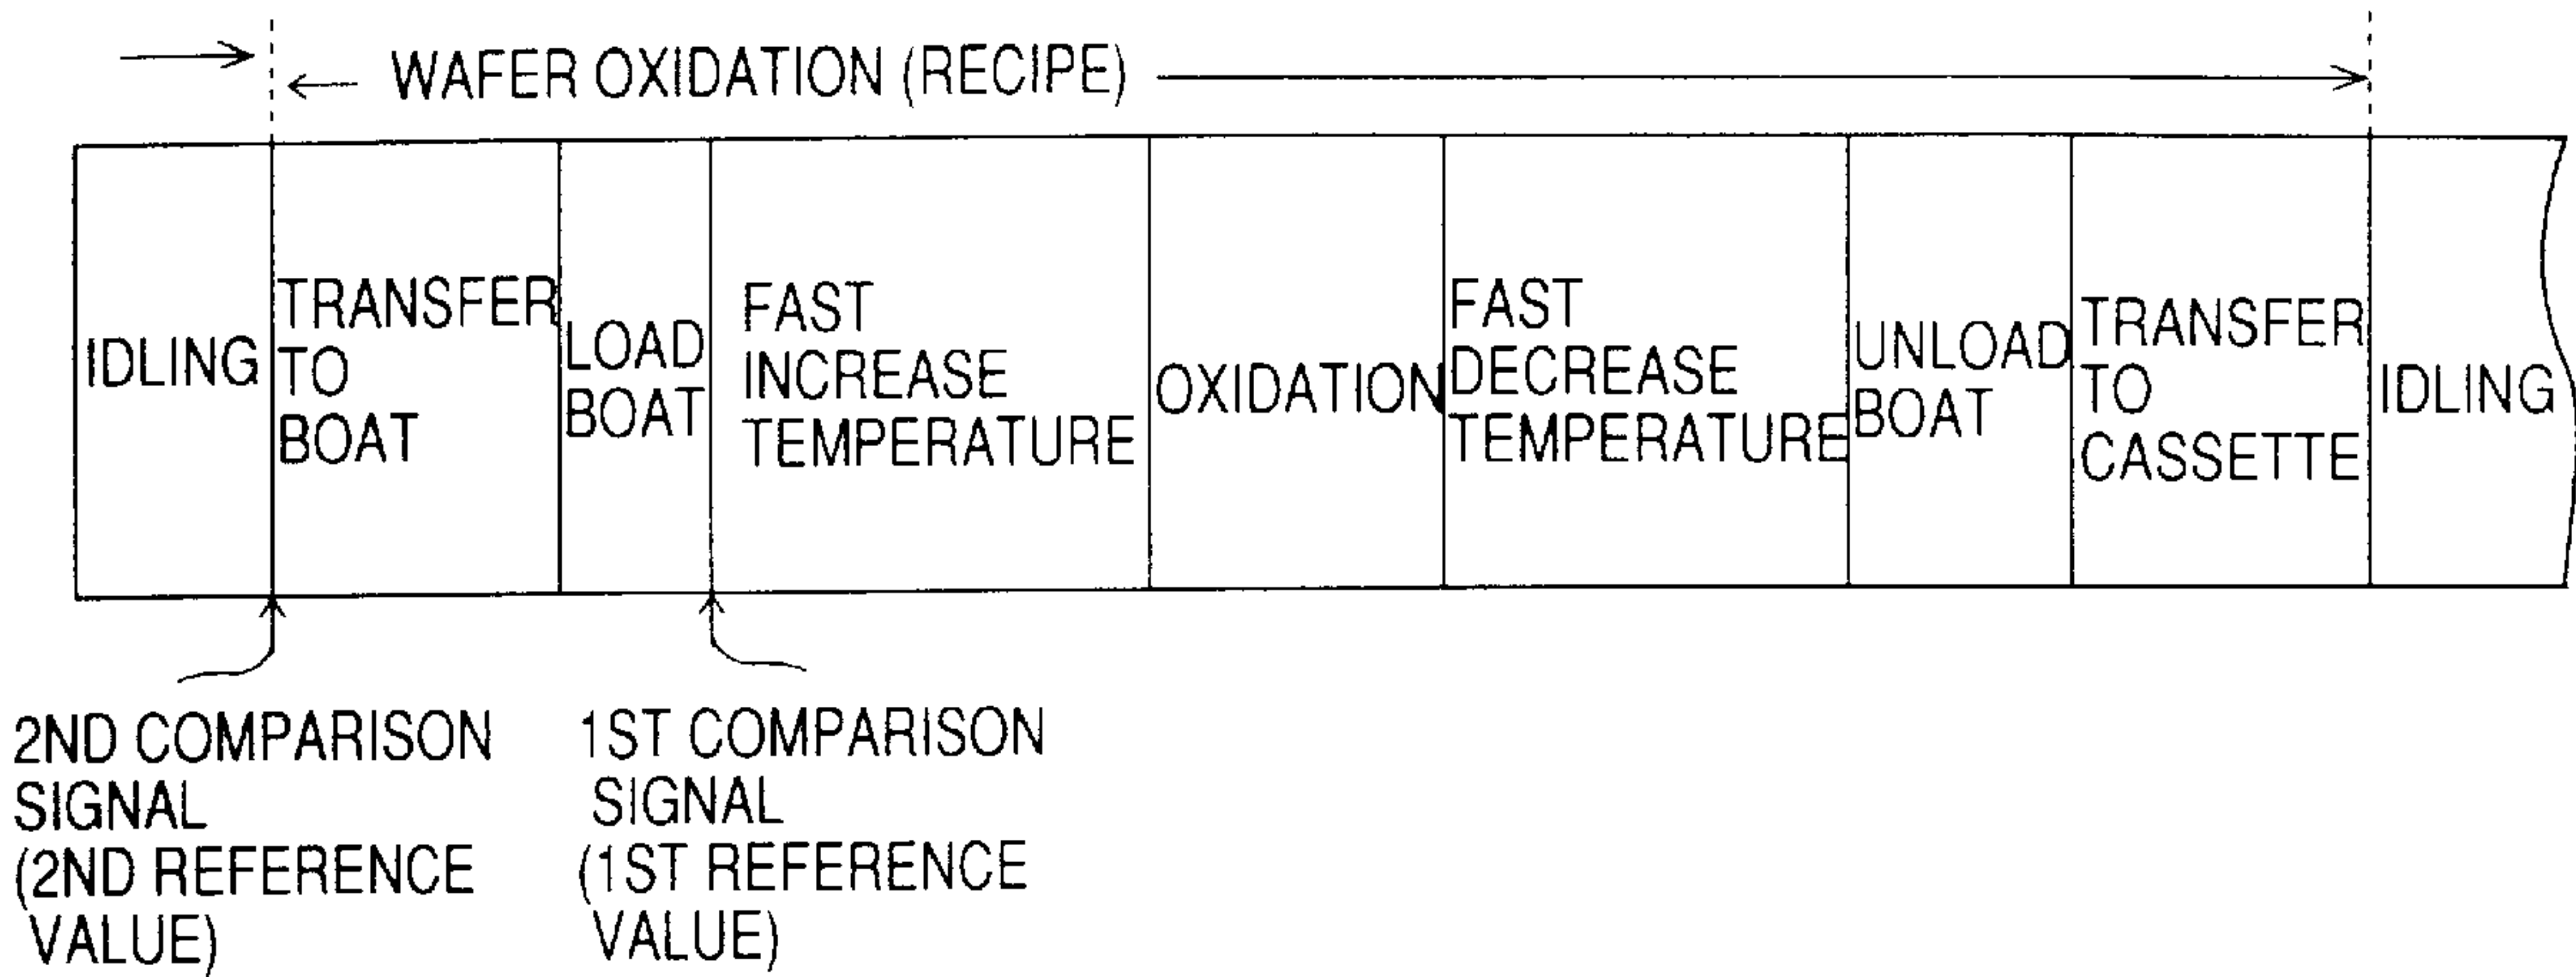 WAFER OXIDATION (RECIPE)
IDLING
TRANSFER
TO
BOAT
LOAD
BOAT
FAST
INCREASE
TEMPERATURE
OXIDATION
FAST
DECREASE
TEMPERATURE
UNLOAD
BOAT
TRANSFER
TO
CASSETTE
IDLING
2ND COMPARISON
SIGNAL
(2ND REFERENCE
VALUE)
1ST COMPARISON
SIGNAL
(1ST REFERENCE
VALUE)